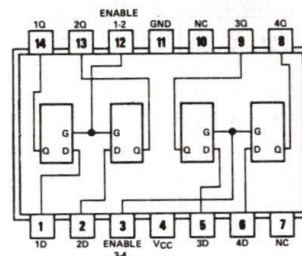 ENABLE
1Q 2Q 1-2 GND NC 3Q 4Q
14 13 12 11 10 9 8
G G G G
Q D D Q Q D D Q
1 2 3 4 5 6 7
1D 2D ENABLE VCC 3D 4D NC
3-4